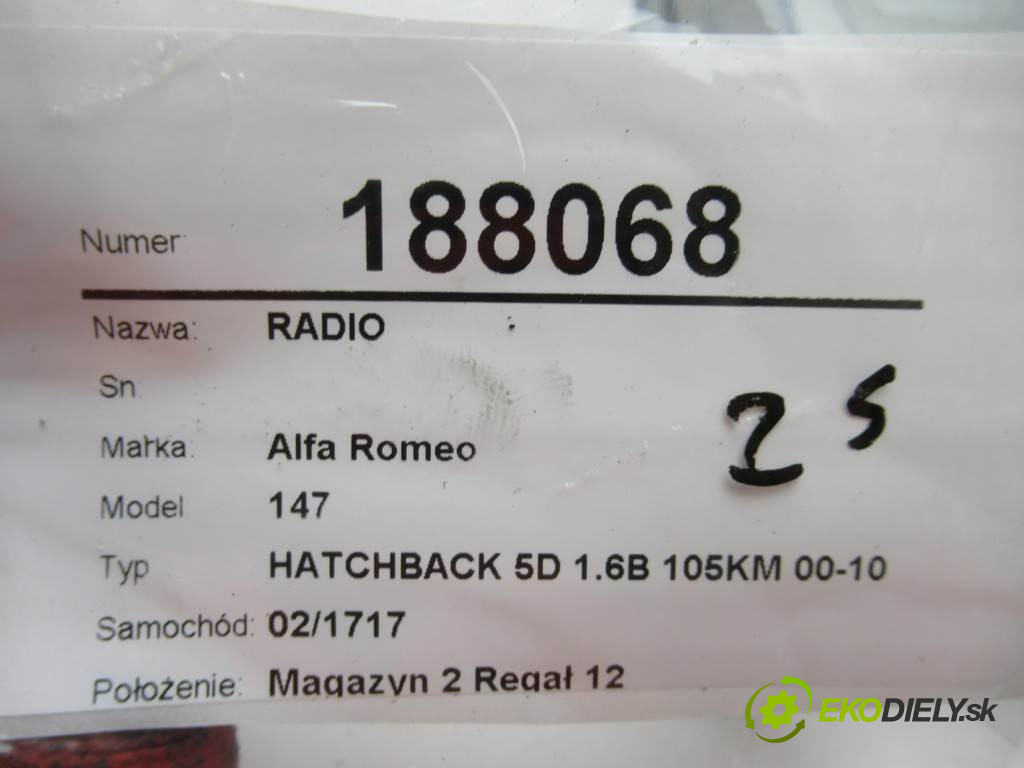 Numer: 188068
Nazwa: RADIO
Sn
Marka: Alfa Romeo
2 5
Model 147
Typ HATCHBACK 5D 1.6B 105KM 00-10
Samochód: 02/1717
Położenie: Magazyn 2 Regał 12
EKODIELY.sk